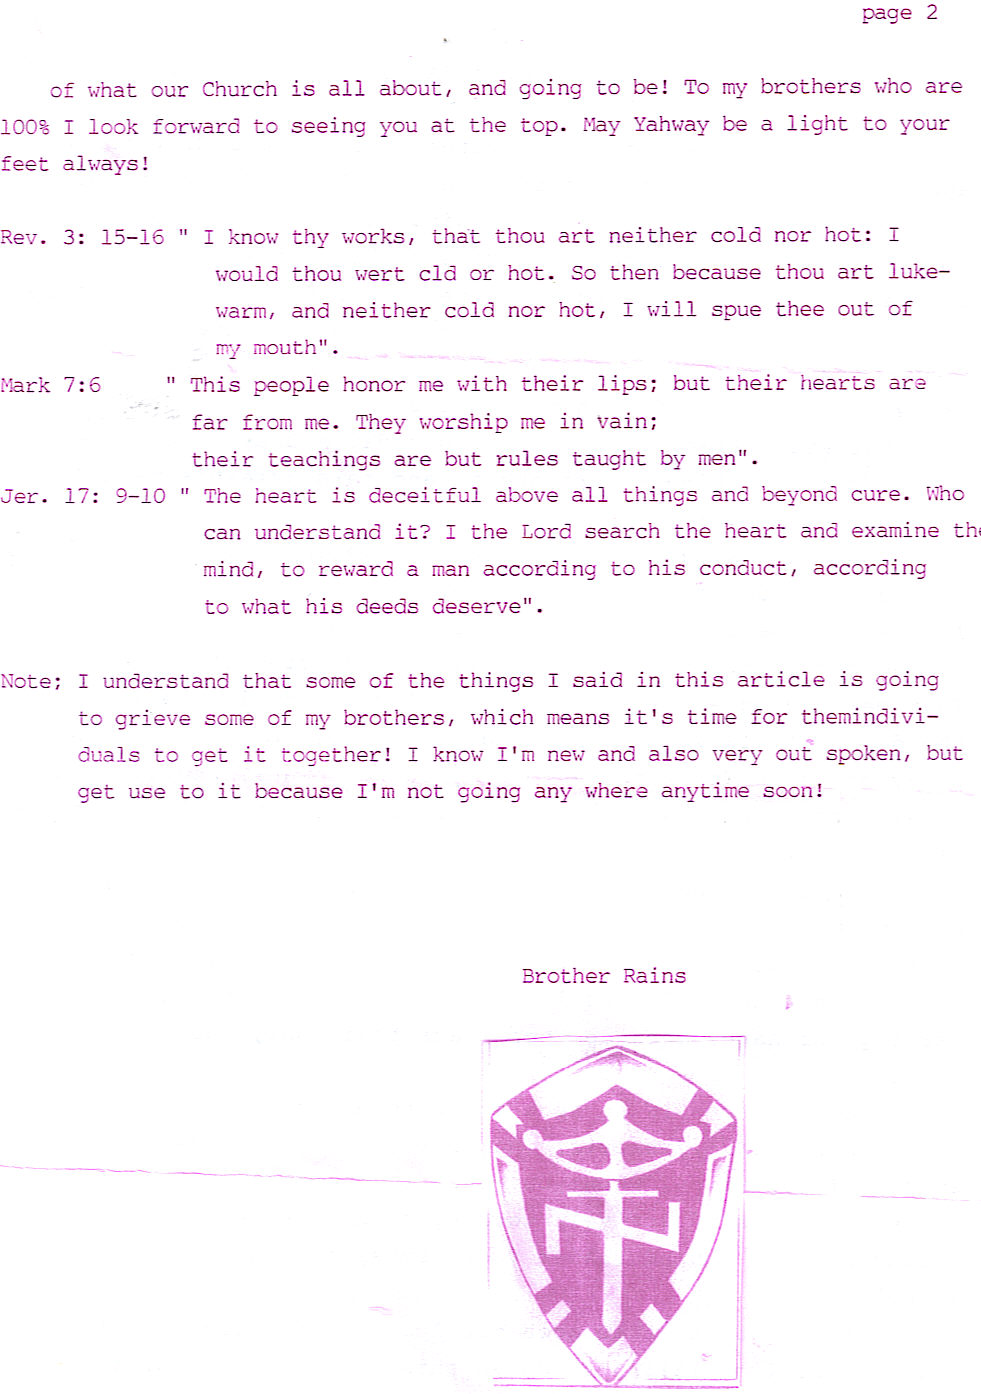 page 2
of what our Church is all about, and going to be! To my brothers who are
100% I look forward to seeing you at the top. May Yahway be a light to your
feet always!
Rev. 3: 15-16 " I know thy works, that thou art neither cold nor hot: I
would thou wert cld or hot. So then because thou art luke-
warm, and neither cold nor hot, I will spue thee out of
my mouth".
Mark 7:6 " This people honor me with their lips; but their hearts are
far from me. They worship me in vain;
their teachings are but rules taught by men".
Jer. 17: 9-10 " The heart is deceitful above all things and beyond cure. Who
can understand it? I the Lord search the heart and examine the
mind, to reward a man according to his conduct, according
to what his deeds deserve".
Note; I understand that some of the things I said in this article is going
to grieve some of my brothers, which means it's time for themindivi-
duals to get it together! I know I'm new and also very out spoken, but
get use to it because I'm not going any where anytime soon!
Brother Rains